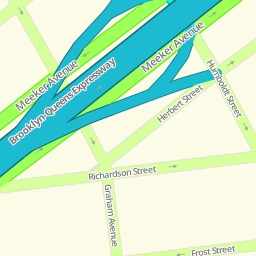 Meeker Avenue
Meeker Avenue
Brooklyn-Queens Expressway
Humboldt Street
Herbert Street
Richardson Street
Graham Avenue
Frost Street